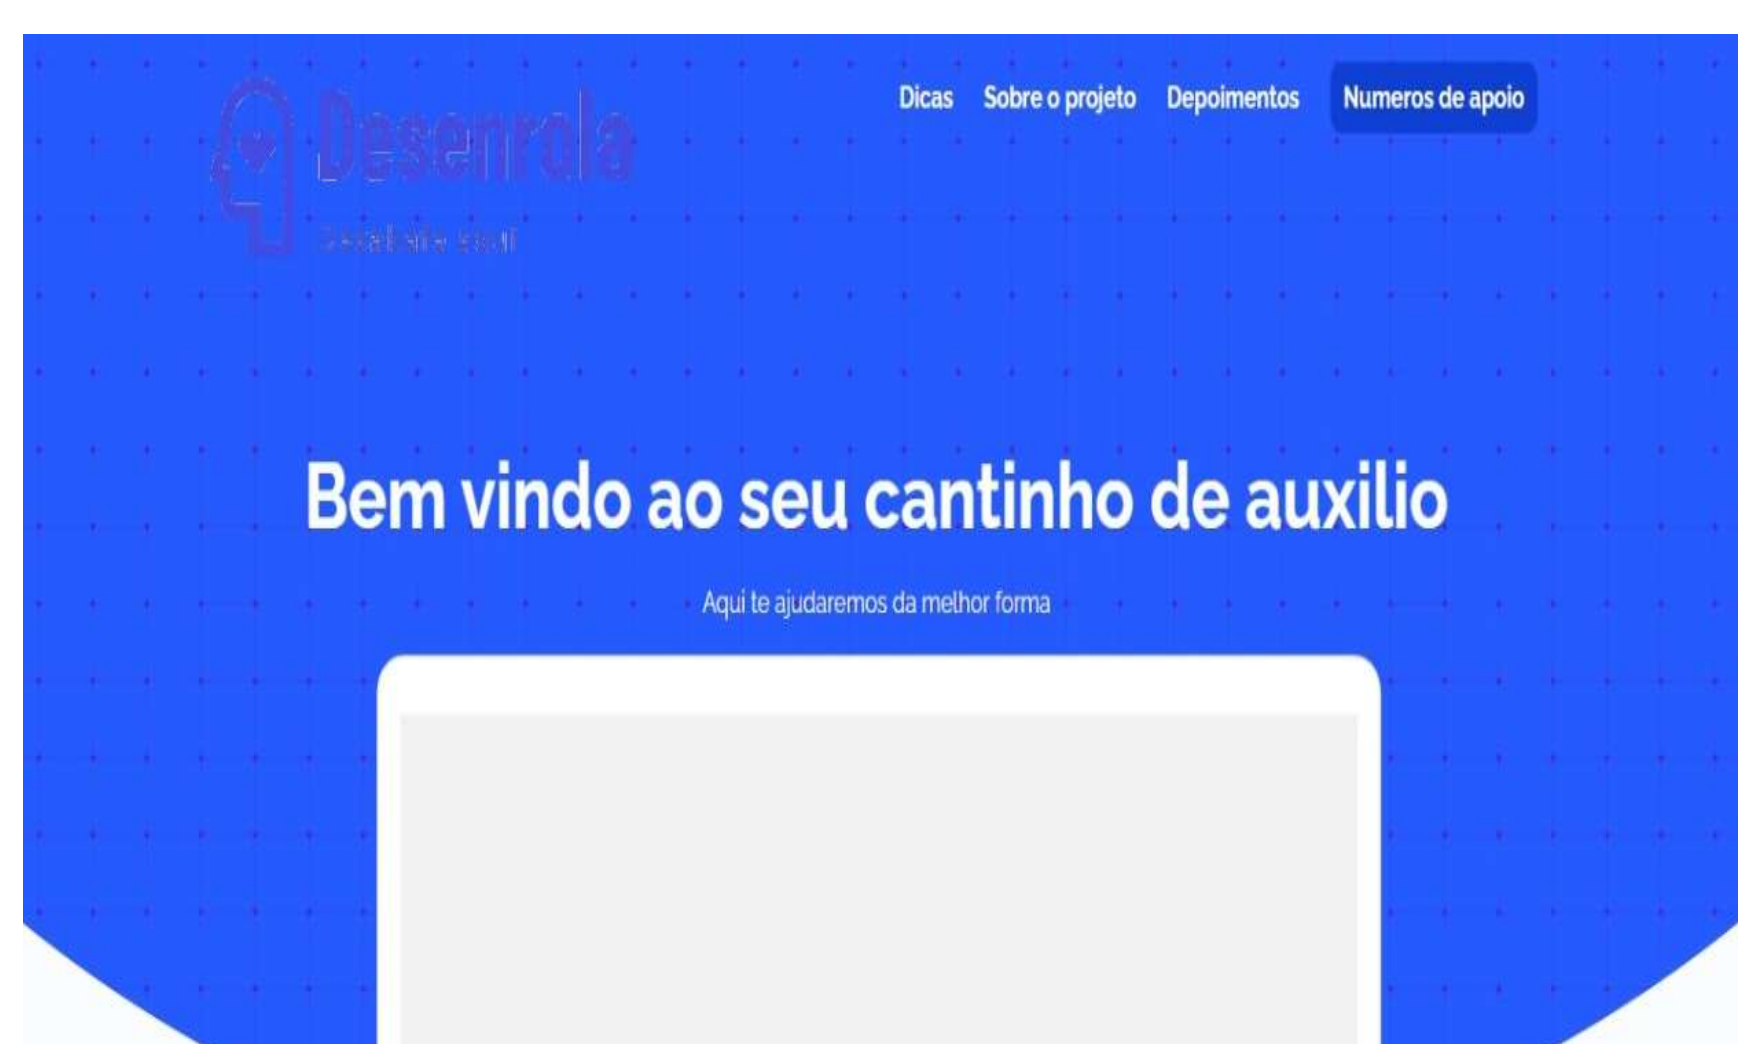 Desenrola
Dicas Sobre o projeto Depoimentos Numeros de apoio
Bem vindo ao seu cantinho de auxilio
Aqui te ajudaremos da melhor forma